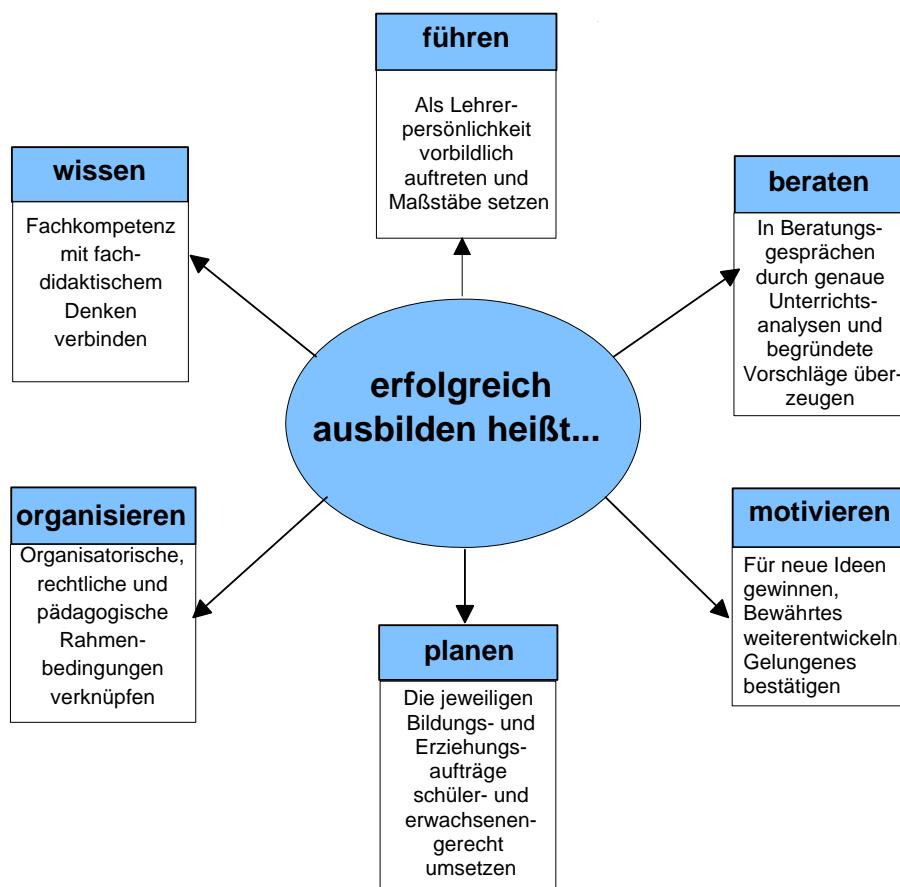 führen
Als Lehrer-
persönlichkeit
vorbildlich
auftreten und
Maßstäbe setzen
wissen
Fachkompetenz
mit fach-
didaktischem
Denken
verbinden
beraten
In Beratungs-
gesprächen
durch genaue
Unterrichts-
analysen und
begründete
Vorschläge über-
zeugen
erfolgreich
ausbilden heißt...
organisieren
Organisatorische,
rechtliche und
pädagogische
Rahmen-
bedingungen
verknüpfen
motivieren
Für neue Ideen
gewinnen,
Bewährtes
weiterentwickeln,
Gelungenes
bestätigen
planen
Die jeweiligen
Bildungs- und
Erziehungs-
aufträge
schüler- und
erwachsenen-
gerecht
umsetzen